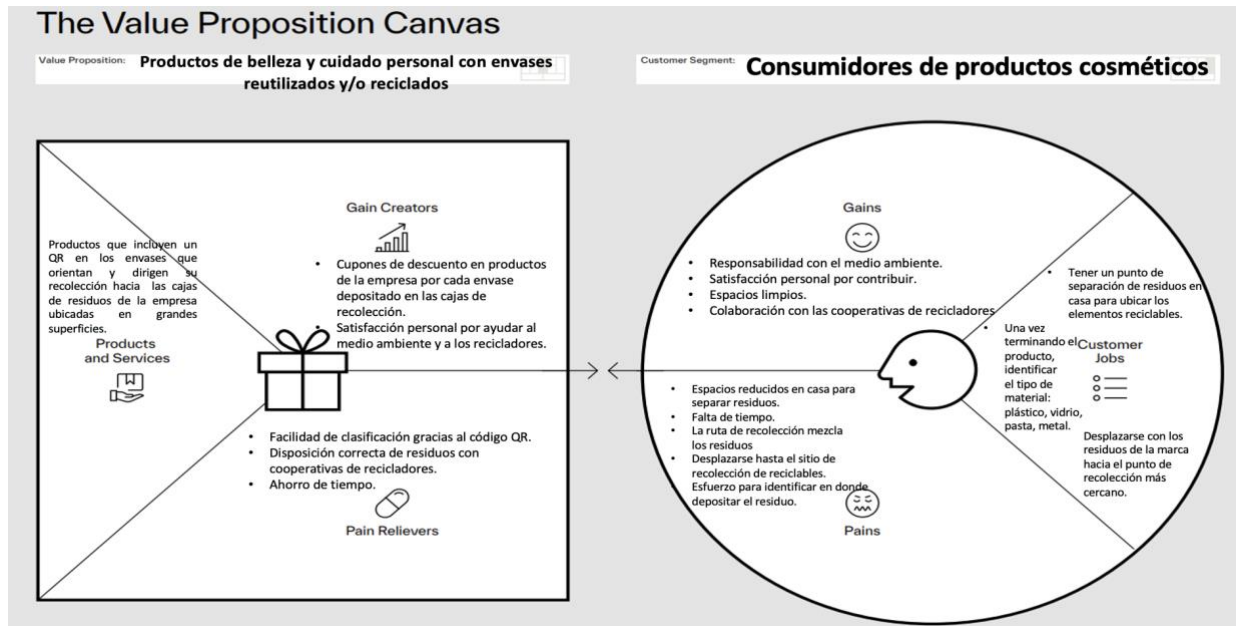 The Value Proposition Canvas
Value Proposition:
Productos de belleza y cuidado personal con envases
reutilizados y/o reciclados
Customer Segment:
Consumidores de productos cosméticos
Gain Creators
• Cupones de descuento en productos
de la empresa por cada envase
depositado en las cajas de
recolección.
• Satisfacción personal por ayudar al
medio ambiente y a los recicladores.
Productos que incluyen un
QR en los envases que
orientan y dirigen su
recolección hacia las cajas
de residuos de la empresa
ubicadas en grandes
superficies.
Products
and Services
• Facilidad de clasificación gracias al código QR.
• Disposición correcta de residuos con
cooperativas de recicladores.
• Ahorro de tiempo.
Pain Relievers
Gains
• Responsabilidad con el medio ambiente.
• Satisfacción personal por contribuir.
• Espacios limpios.
• Colaboración con las cooperativas de recicladores
• Tener un punto de
separación de residuos en
casa para ubicar los
elementos reciclables.
• Una vez
terminando el
producto,
identificar
el tipo de
material:
plástico, vidrio,
pasta, metal.
Customer
Jobs
Desplazarse con los
residuos de la marca
hacia el punto de
recolección más
cercano.
• Espacios reducidos en casa para
separar residuos.
• Falta de tiempo.
• La ruta de recolección mezcla
los residuos
• Desplazarse hasta el sitio de
recolección de reciclables.
Esfuerzo para identificar en donde
depositar el residuo.
Pains